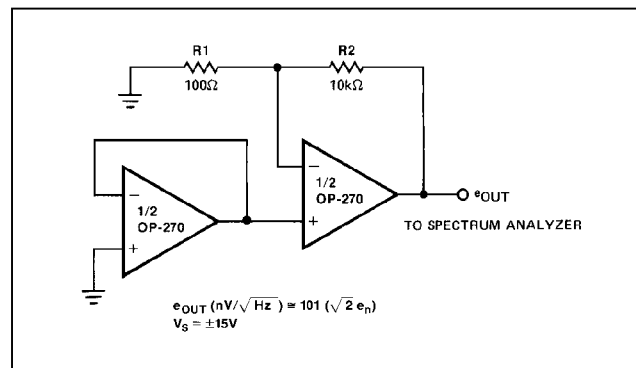 R1
100Ω
R2
10kΩ
−
1/2
OP-270
+
−
1/2
OP-270
+
eOUT
TO SPECTRUM ANALYZER
eOUT (nV/√Hz) ≅ 101 (√2 en)
VS = ±15V